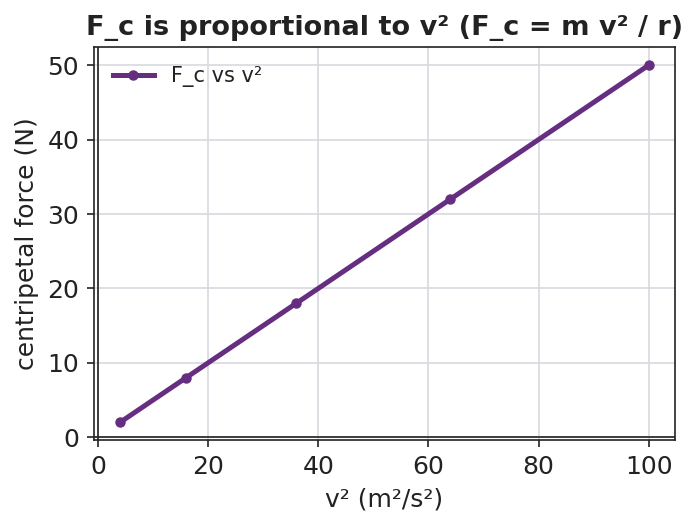 F_c is proportional to v² (F_c = m v² / r)
F_c vs v²
centripetal force (N)
50
40
30
20
10
0
0 20 40 60 80 100
v² (m²/s²)